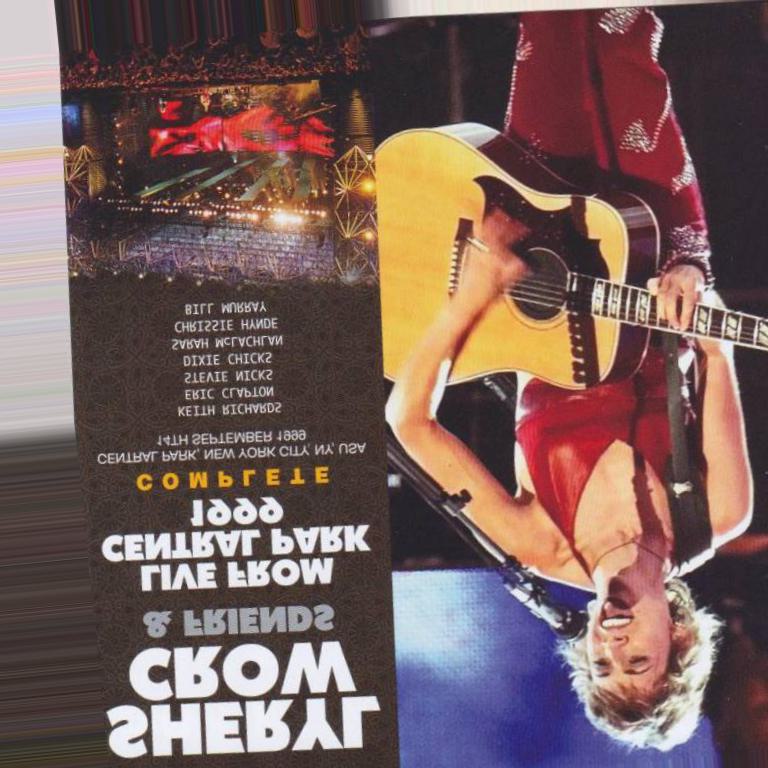 SHERYL
CROW
& FRIENDS
LIVE FROM
CENTRAL PARK
1999
COMPLETE
CENTRAL PARK, NEW YORK CITY, NY, USA
14TH SEPTEMBER 1999
KEITH RICHARDS
ERIC CLAPTON
STEVIE NICKS
DIXIE CHICKS
SARAH McLACHLAN
CHRISSIE HYNDE
BILL MURRAY